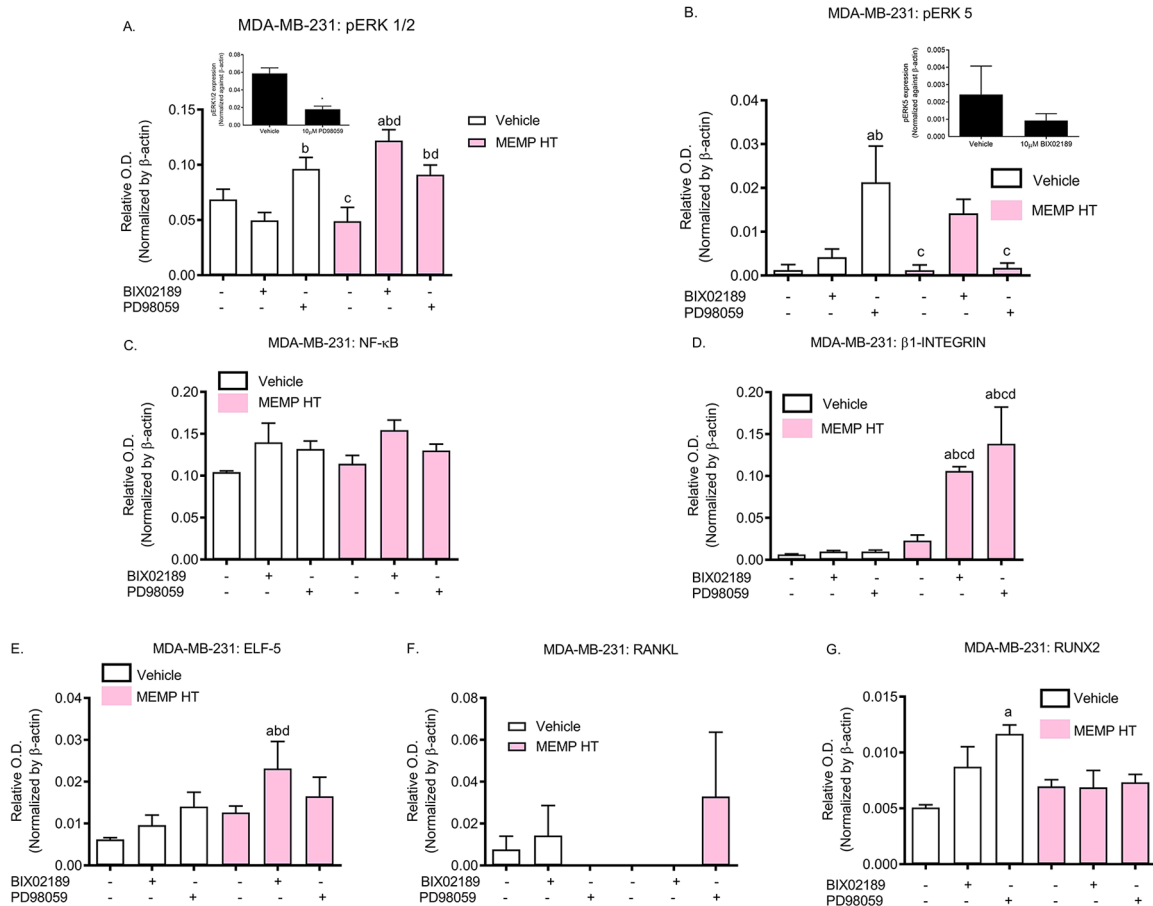 A.
MDA-MB-231: pERK 1/2
pERK1/2 expression
(Normalized against β-actin)
0.08
0.06
0.04
0.02
0.00
*
Vehicle
10μM PD98059
Relative O.D.
(Normalized by β-actin)
0.15
0.10
0.05
0.00
b
c
abd
bd
Vehicle
MEMP HT
BIX02189 - + - - + -
PD98059 - - + - - +
B.
MDA-MB-231: pERK 5
pERK5 expression
(Normalized against β-actin)
0.005
0.004
0.003
0.002
0.001
0.000
Vehicle
10μM BIX02189
Relative O.D.
(Normalized by β-actin)
0.04
0.03
0.02
0.01
0.00
ab
c
c
Vehicle
MEMP HT
BIX02189 - + - - + -
PD98059 - - + - - +
C.
MDA-MB-231: NF-κB
Vehicle
MEMP HT
Relative O.D.
(Normalized by β-actin)
0.20
0.15
0.10
0.05
0.00
BIX02189 - + - - + -
PD98059 - - + - - +
D.
MDA-MB-231: β1-INTEGRIN
Vehicle
MEMP HT
Relative O.D.
(Normalized by β-actin)
0.20
0.15
0.10
0.05
0.00
abcd
abcd
BIX02189 - + - - + -
PD98059 - - + - - +
E.
MDA-MB-231: ELF-5
Vehicle
MEMP HT
Relative O.D.
(Normalized by β-actin)
0.04
0.03
0.02
0.01
0.00
abd
BIX02189 - + - - + -
PD98059 - - + - - +
F.
MDA-MB-231: RANKL
Vehicle
MEMP HT
Relative O.D.
(Normalized by β-actin)
0.08
0.06
0.04
0.02
0.00
BIX02189 - + - - + -
PD98059 - - + - - +
G.
MDA-MB-231: RUNX2
Vehicle
MEMP HT
Relative O.D.
(Normalized by β-actin)
0.015
0.010
0.005
0.000
a
BIX02189 - + - - + -
PD98059 - - + - - +